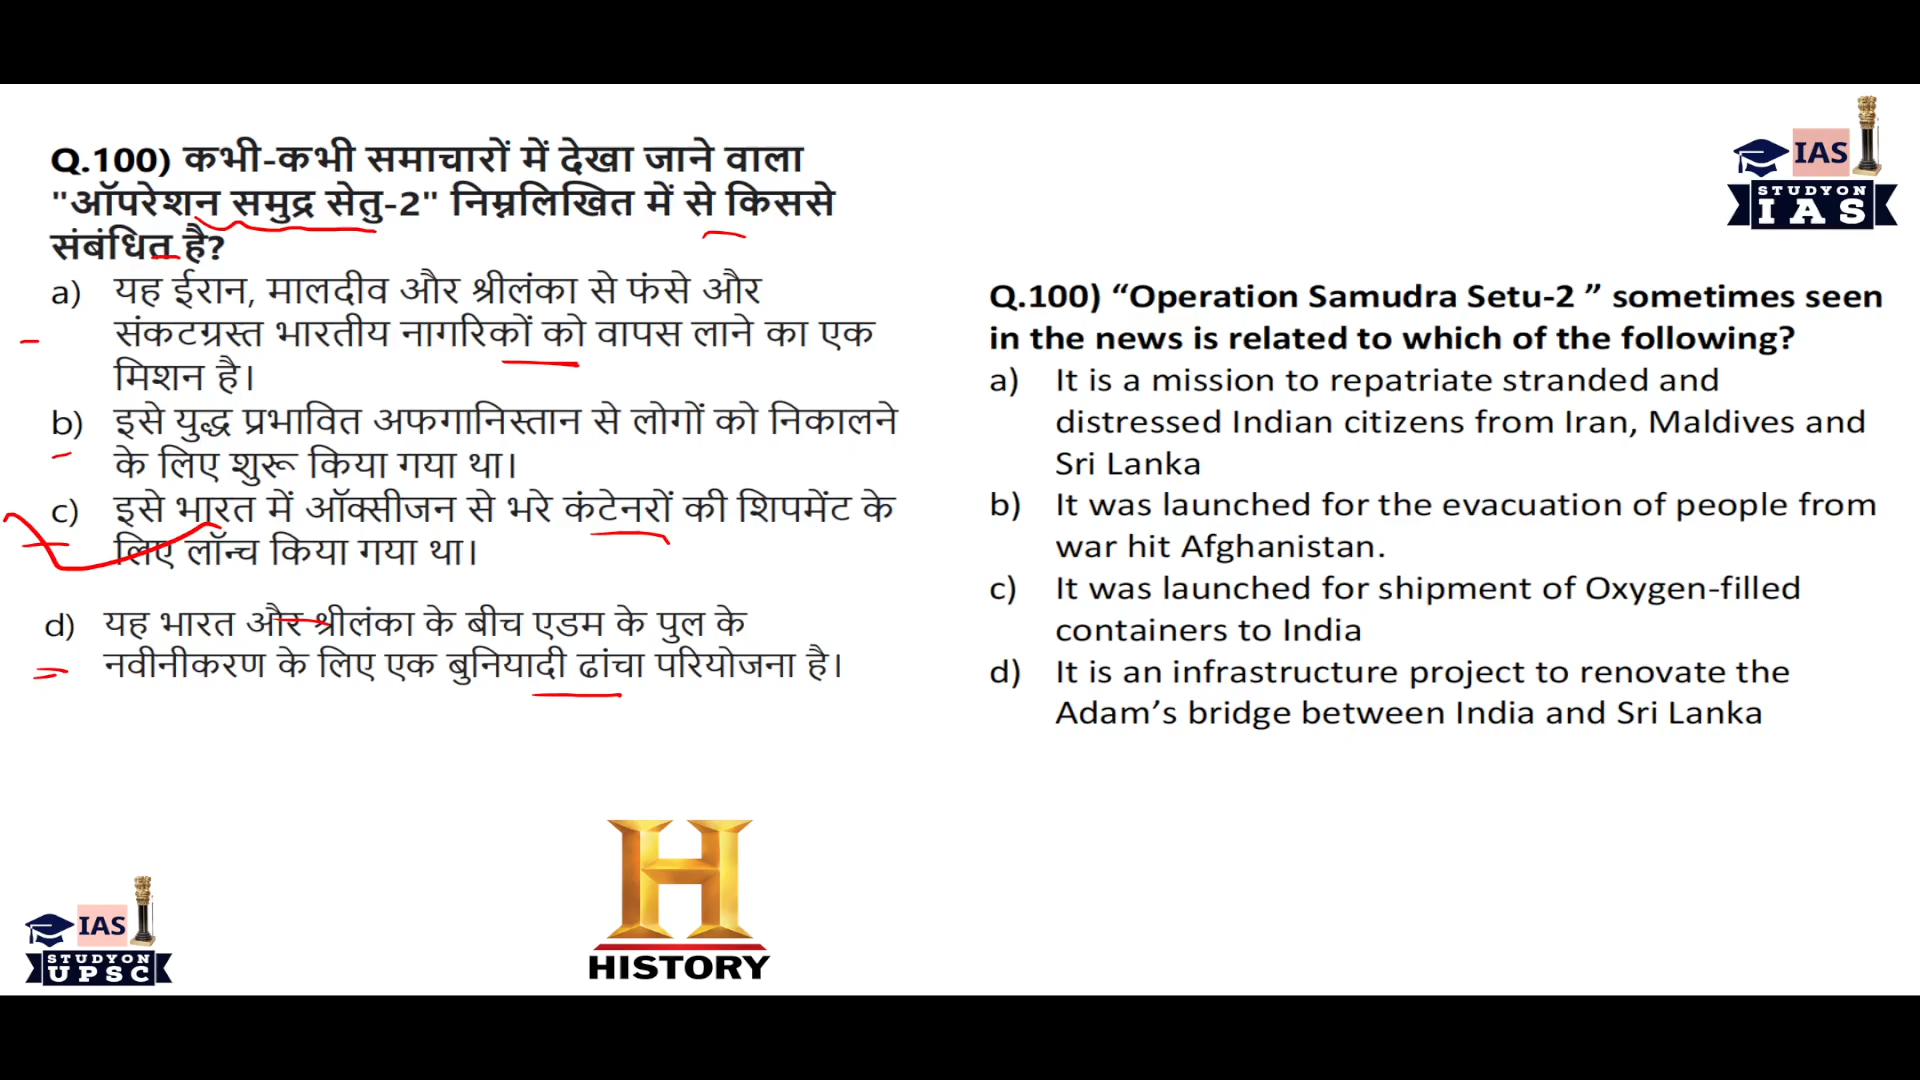 Q.100) कभी-कभी समाचारों में देखा जाने वाला
"ऑपरेशन समुद्र सेतु-2" निम्नलिखित में से किससे
संबंधित है?
a) यह ईरान, मालदीव और श्रीलंका से फंसे और
संकटग्रस्त भारतीय नागरिकों को वापस लाने का एक
मिशन है।
b) इसे युद्ध प्रभावित अफगानिस्तान से लोगों को निकालने
के लिए शुरू किया गया था।
c) इसे भारत में ऑक्सीजन से भरे कंटेनरों की शिपमेंट के
लिए लॉन्च किया गया था।
d) यह भारत और श्रीलंका के बीच एडम के पुल के
नवीनीकरण के लिए एक बुनियादी ढांचा परियोजना है।
IAS
STUDYON
IAS
Q.100) “Operation Samudra Setu-2 ” sometimes seen
in the news is related to which of the following?
a) It is a mission to repatriate stranded and
distressed Indian citizens from Iran, Maldives and
Sri Lanka
b) It was launched for the evacuation of people from
war hit Afghanistan.
c) It was launched for shipment of Oxygen-filled
containers to India
d) It is an infrastructure project to renovate the
Adam’s bridge between India and Sri Lanka
IAS
STUDYON
UPSC
H
HISTORY